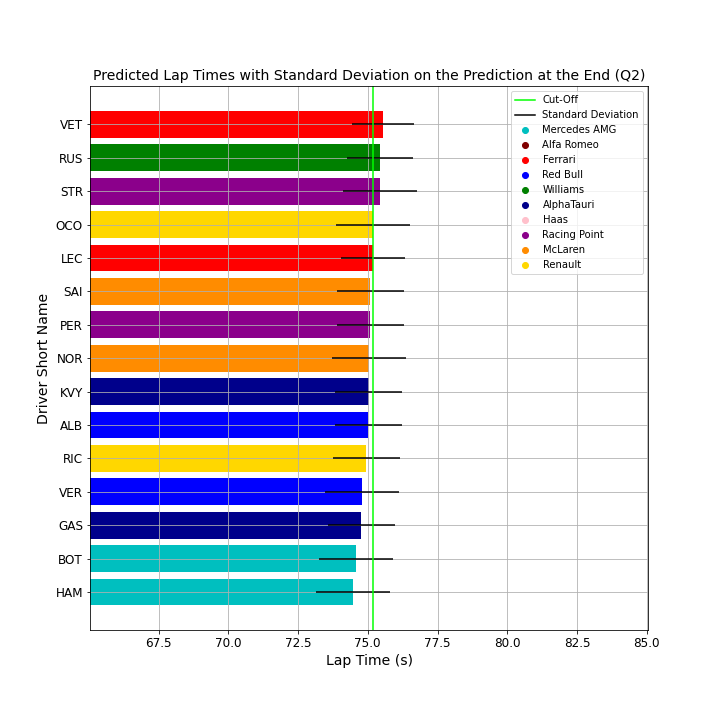 Predicted Lap Times with Standard Deviation on the Prediction at the End (Q2)
Cut-Off
Standard Deviation
Mercedes AMG
Alfa Romeo
Ferrari
Red Bull
Williams
AlphaTauri
Haas
Racing Point
McLaren
Renault
Driver Short Name
VET
RUS
STR
OCO
LEC
SAI
PER
NOR
KVY
ALB
RIC
VER
GAS
BOT
HAM
67.5 70.0 72.5 75.0 77.5 80.0 82.5 85.0
Lap Time (s)